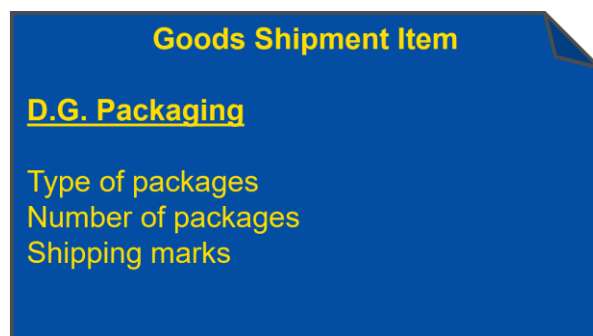 Goods Shipment Item
D.G. Packaging
Type of packages
Number of packages
Shipping marks